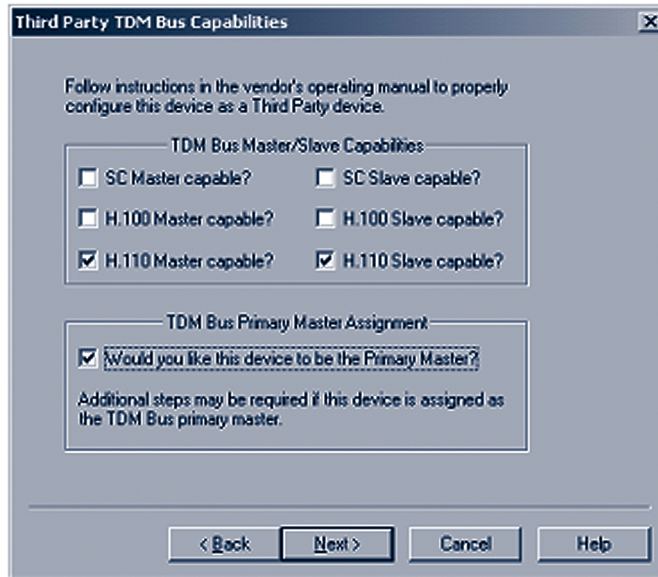 Third Party TDM Bus Capabilities
Follow instructions in the vendor's operating manual to properly
configure this device as a Third Party device.
TDM Bus Master/Slave Capabilities
SC Master capable? SC Slave capable?
H.100 Master capable? H.100 Slave capable?
H.110 Master capable? H.110 Slave capable?
TDM Bus Primary Master Assignment
Would you like this device to be the Primary Master?
Additional steps may be required if this device is assigned as
the TDM Bus primary master.
< Back Next > Cancel Help